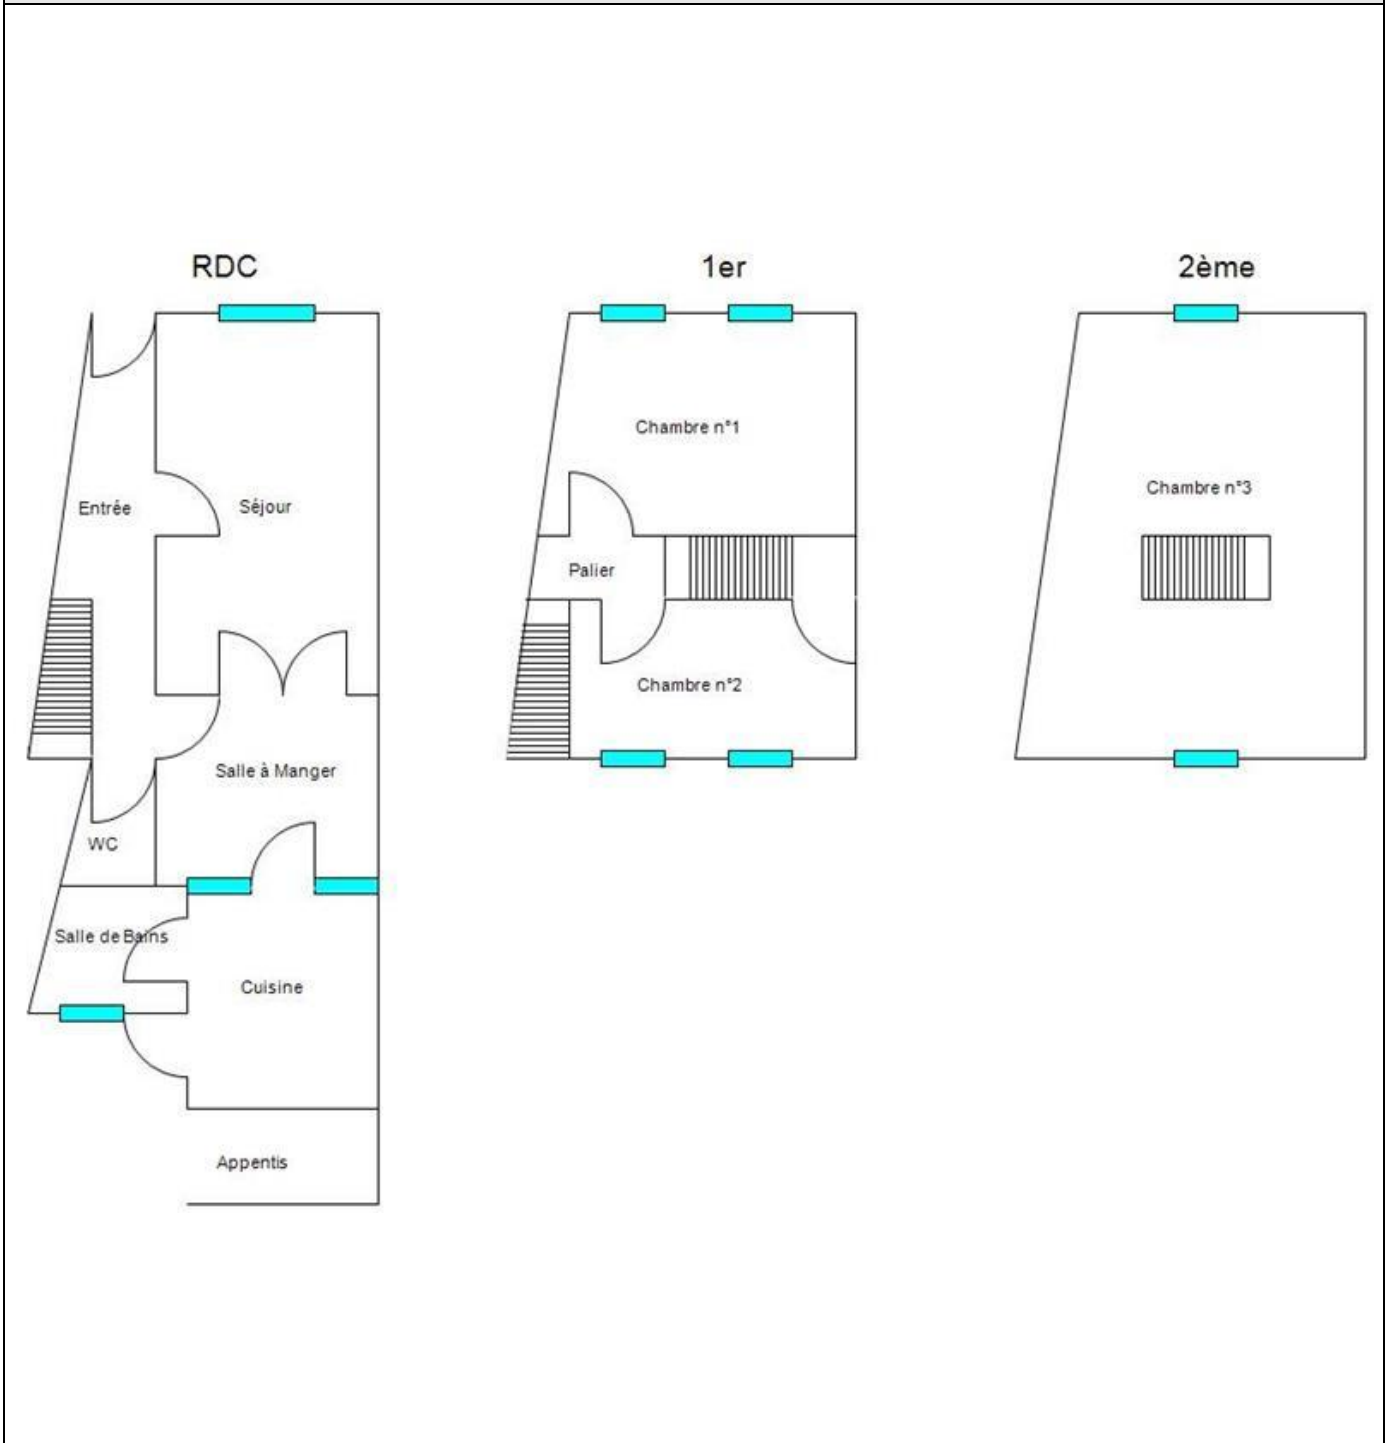 RDC
1er
2ème
Chambre n°1
Chambre n°3
Entrée
Séjour
Palier
Chambre n°2
Salle à Manger
WC
Salle de Bains
Cuisine
Appentis